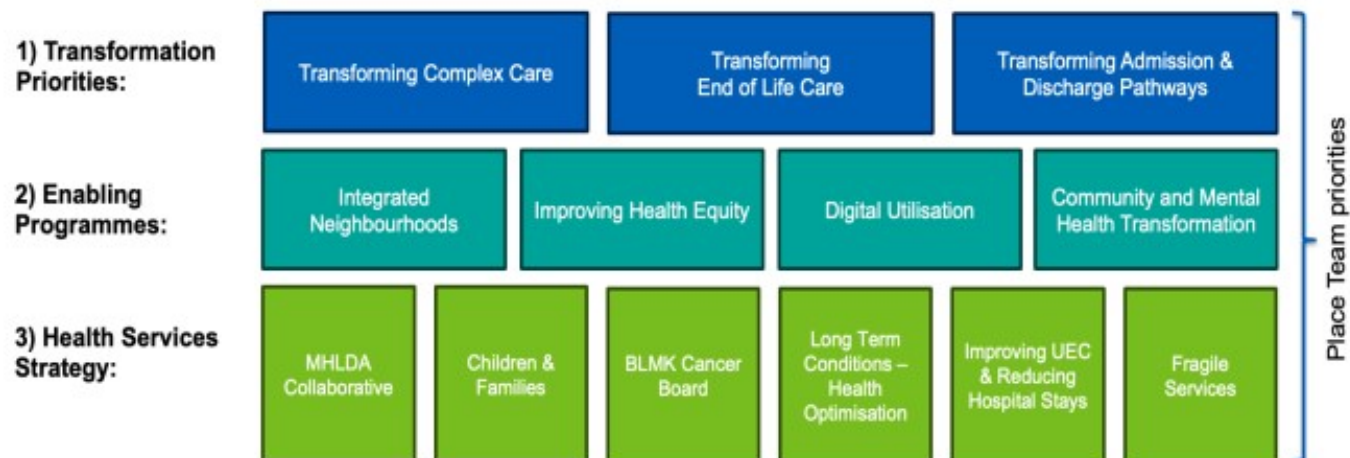 1) Transformation
Priorities:
Transforming Complex Care
Transforming
End of Life Care
Transforming Admission &
Discharge Pathways
2) Enabling
Programmes:
Integrated
Neighbourhoods
Improving Health Equity
Digital Utilisation
Community and Mental
Health Transformation
3) Health Services
Strategy:
MHLDA
Collaborative
Children &
Families
BLMK Cancer
Board
Long Term
Conditions –
Health
Optimisation
Improving UEC
& Reducing
Hospital Stays
Fragile
Services
Place Team priorities